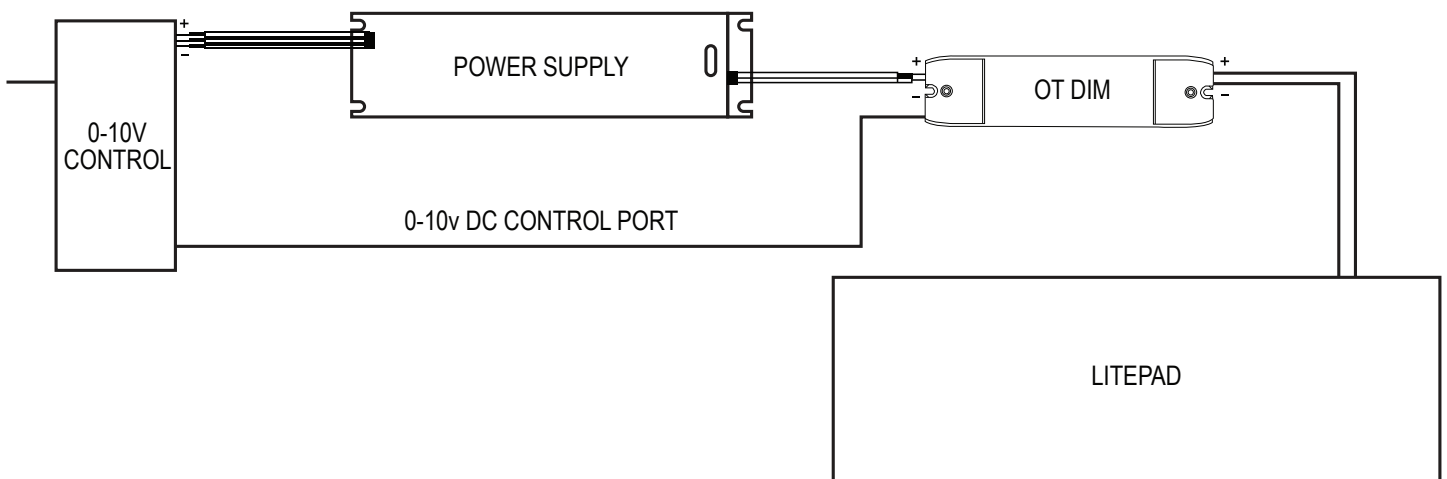 +
−
POWER SUPPLY
+
−
OT DIM
+
−
0-10V
CONTROL
0-10v DC CONTROL PORT
LITEPAD